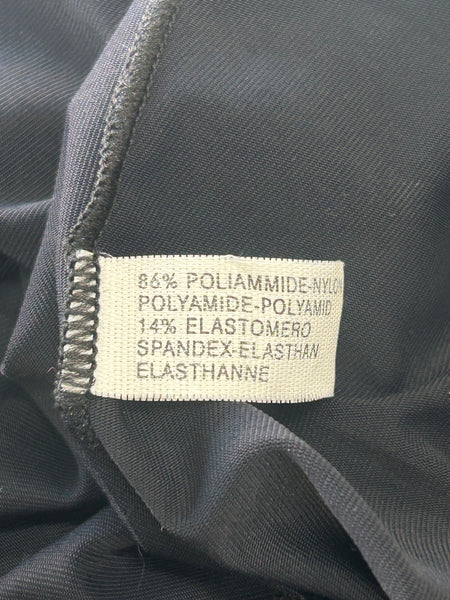 86% POLIAMMIDE-NYLON
POLYAMIDE-POLYAMID
14% ELASTOMERO
SPANDEX-ELASTHAN
ELASTHANNE